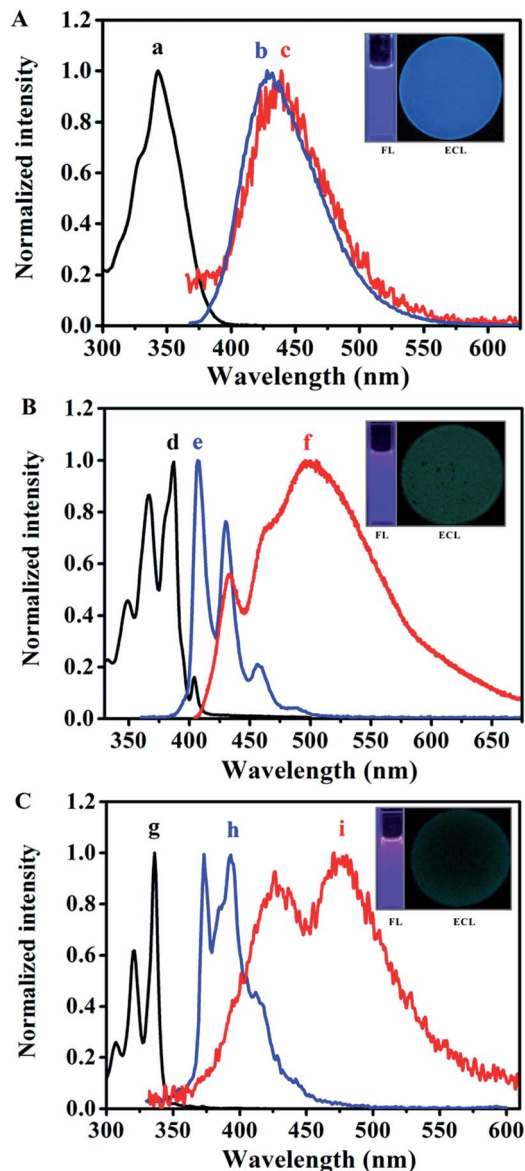 A
Normalized intensity
1.2
1.0
0.8
0.6
0.4
0.2
0.0
a b c
FL ECL
300 350 400 450 500 550 600
Wavelength (nm)
B
Normalized intensity
1.2
1.0
0.8
0.6
0.4
0.2
0.0
d e f
FL ECL
350 400 450 500 550 600 650
Wavelength (nm)
C
Normalized intensity
1.2
1.0
0.8
0.6
0.4
0.2
0.0
g h i
FL ECL
300 350 400 450 500 550 600
Wavelength (nm)